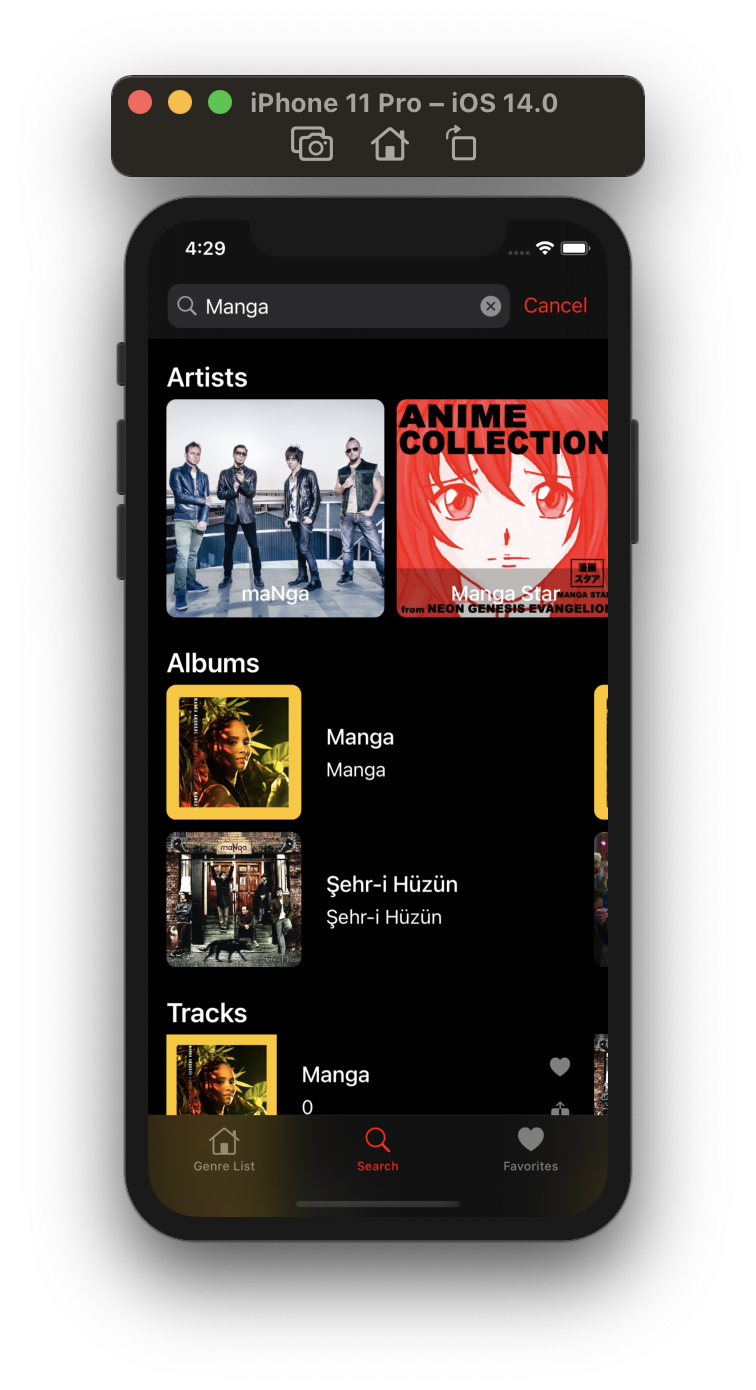 iPhone 11 Pro – iOS 14.0
4:29
Manga
Cancel
Artists
ANIME
COLLECTION
漫画
スタア
MANGA STAR
from NEON GENESIS EVANGELION
maNga
Manga Star
Albums
Manga
Manga
maNga
Şehr-i Hüzün
Şehr-i Hüzün
Tracks
Manga
0
Genre List
Search
Favorites